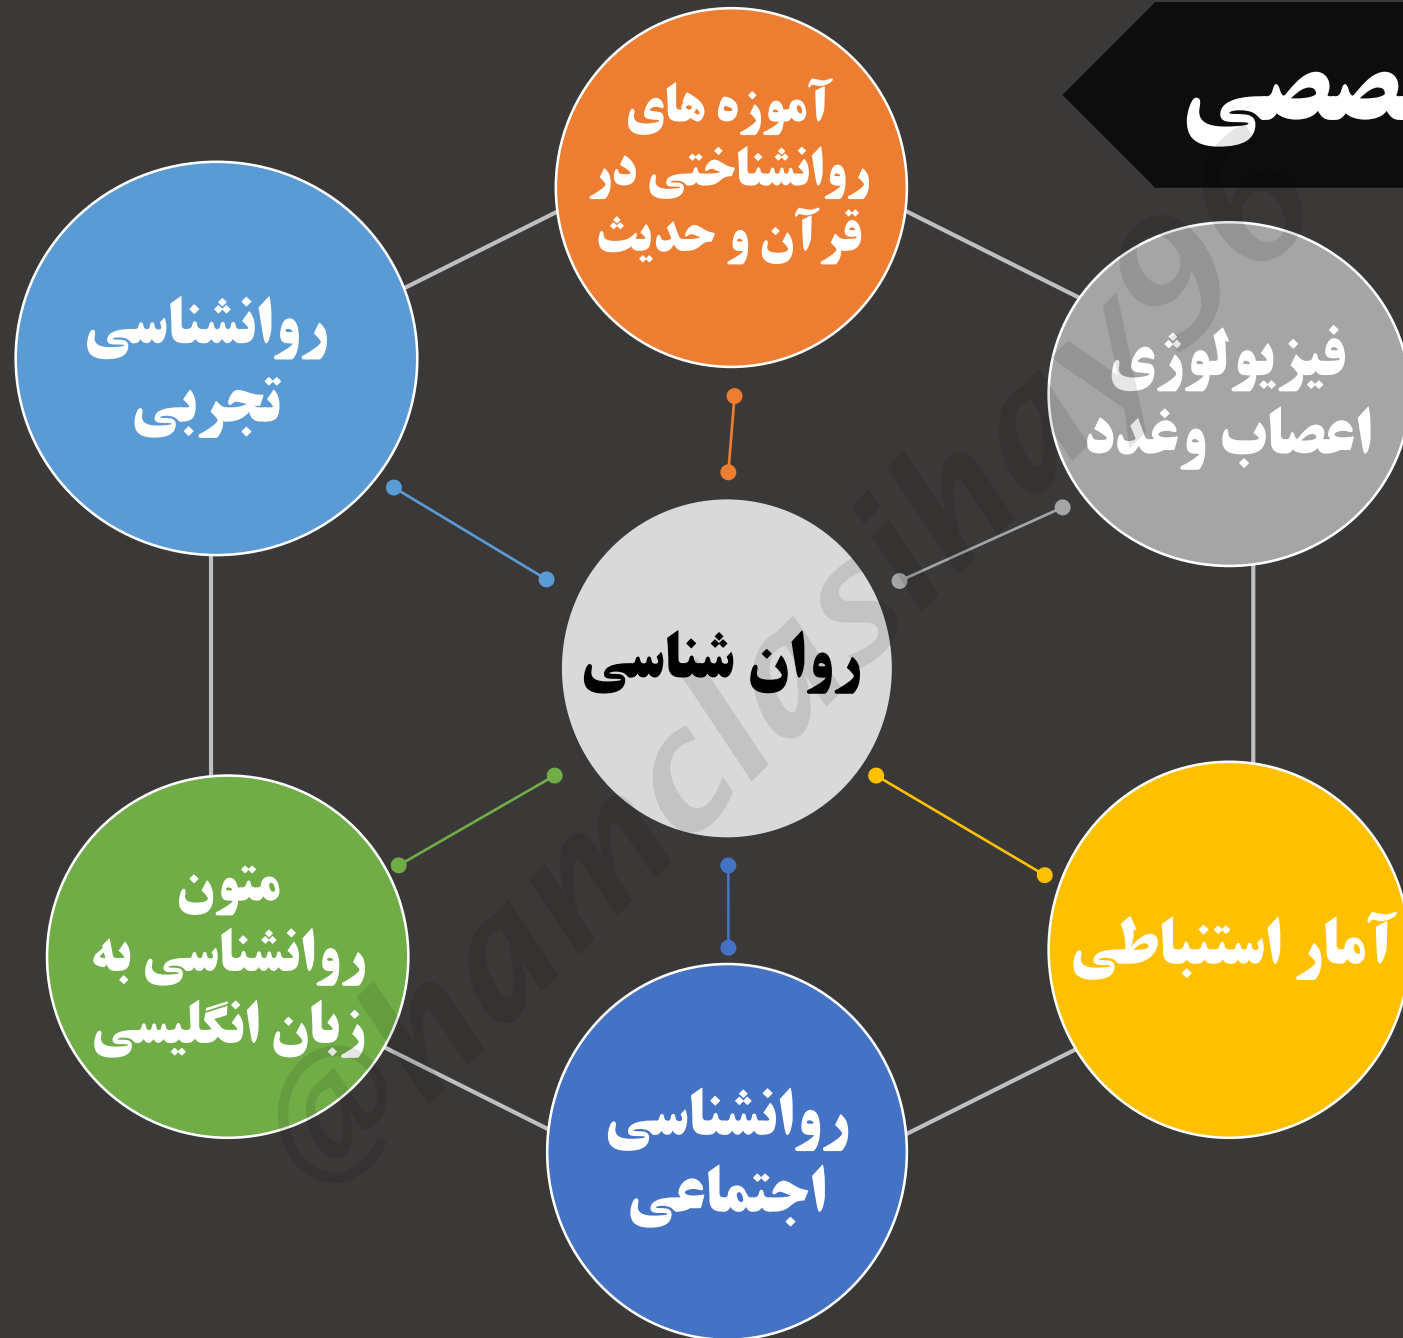 آموزه های
روانشناختی در
قرآن و حدیث
فیزیولوژی
اعصاب وغدد
روانشناسی
تجربی
روان شناسی
آمار استنباطی
متون
روانشناسی به
زبان انگلیسی
روانشناسی
اجتماعی
@hamclasihay96